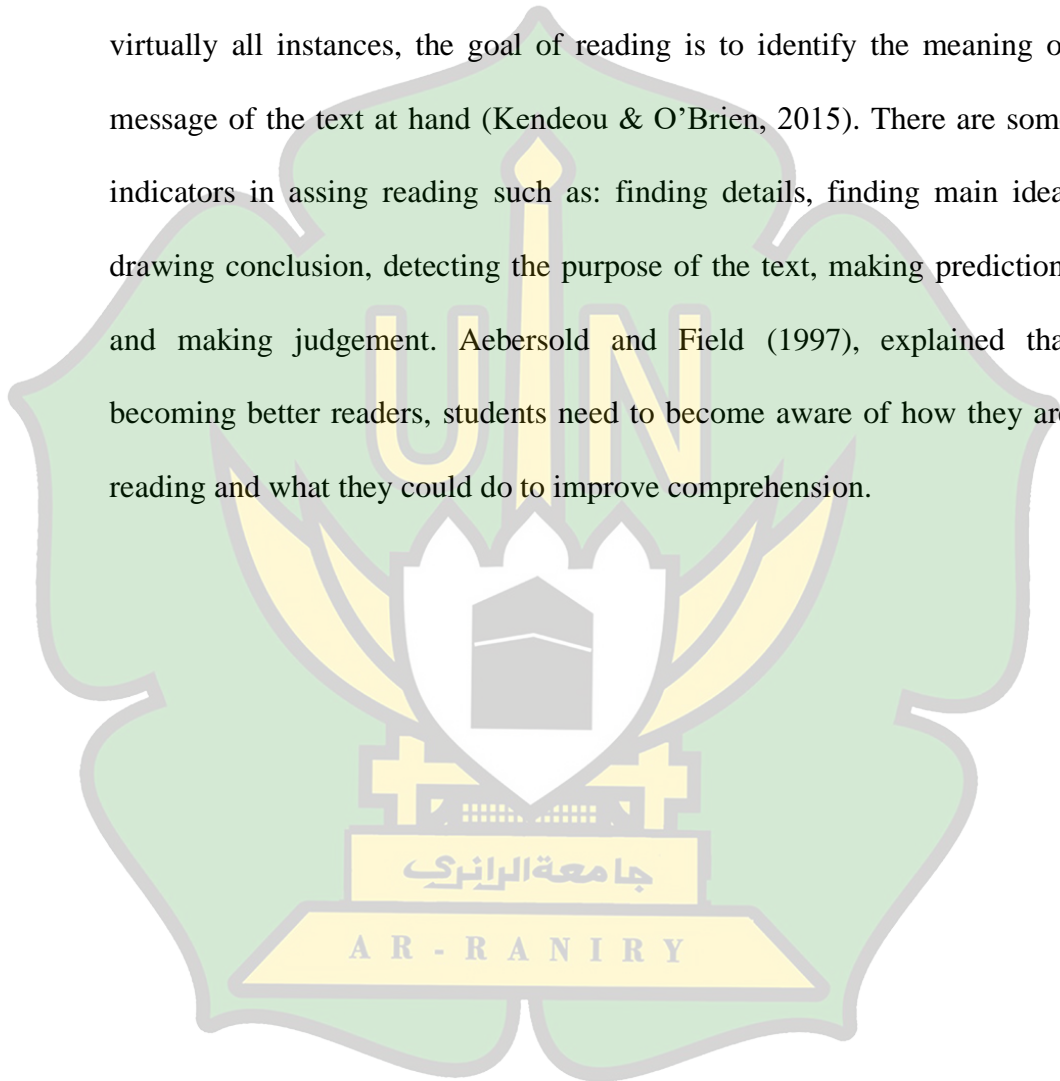 virtually all instances, the goal of reading is to identify the meaning o
message of the text at hand (Kendeou & O’Brien, 2015). There are som
indicators in assing reading such as: finding details, finding main idea
drawing conclusion, detecting the purpose of the text, making prediction
and making judgement. Aebersold and Field (1997), explained tha
becoming better readers, students need to become aware of how they are
reading and what they could do to improve comprehension.
UIN
جامعةالرانري
AR-RANIRY